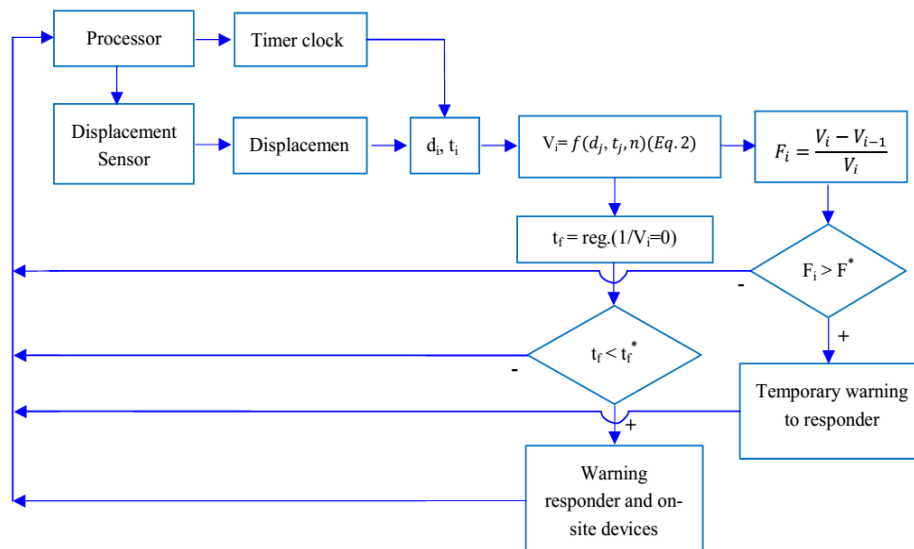 Processor
Timer clock
Displacement
Sensor
Displacemen
dᵢ, tᵢ
Vᵢ= f(dⱼ, tⱼ, n)(Eq. 2)
Fᵢ = (Vᵢ − Vᵢ₋₁)/Vᵢ
t_f = reg.(1/Vᵢ=0)
Fᵢ > F*
-
+
t_f < t_f*
-
+
Temporary warning
to responder
Warning
responder and on-
site devices